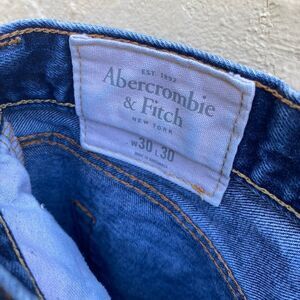 EST. 1892
Abercrombie
& Fitch
NEW YORK
W30 L30